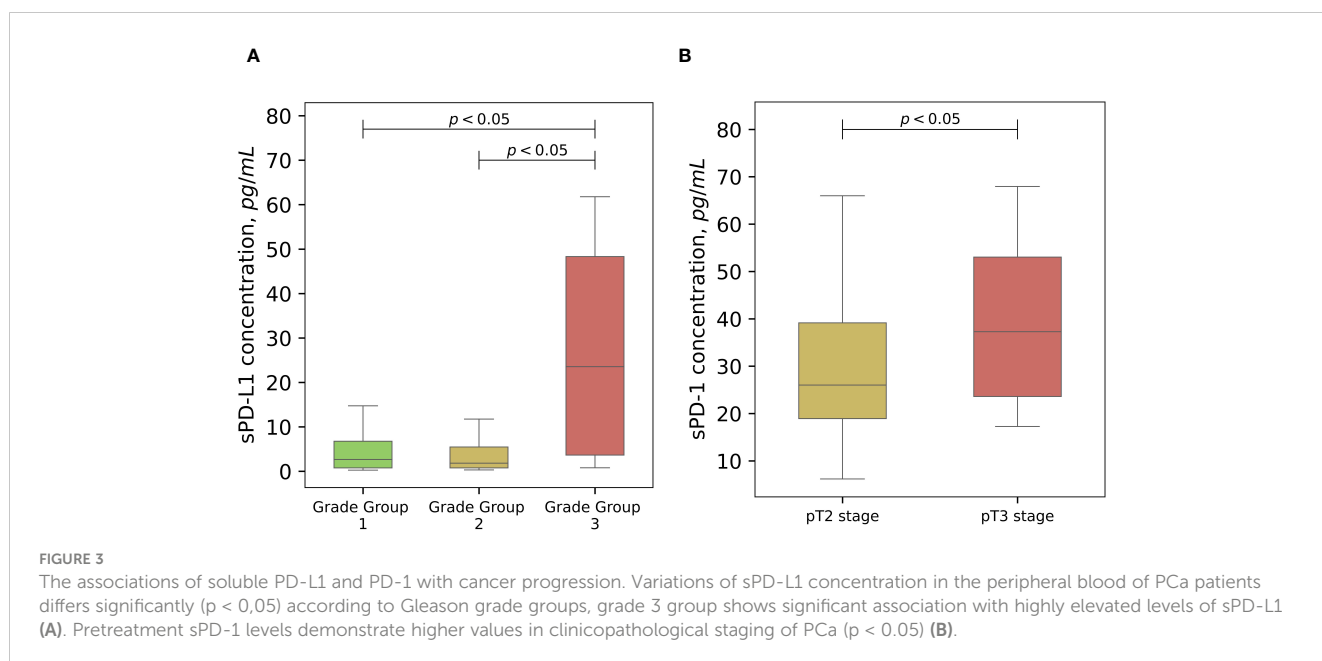 A
B
80
70
60
50
40
30
20
10
0
sPD-L1 concentration, pg/mL
p < 0.05
p < 0.05
Grade Group
1
Grade Group
2
Grade Group
3
80
70
60
50
40
30
20
10
sPD-1 concentration, pg/mL
p < 0.05
pT2 stage
pT3 stage
FIGURE 3
The associations of soluble PD-L1 and PD-1 with cancer progression. Variations of sPD-L1 concentration in the peripheral blood of PCa patients
differs significantly (p < 0,05) according to Gleason grade groups, grade 3 group shows significant association with highly elevated levels of sPD-L1
(A). Pretreatment sPD-1 levels demonstrate higher values in clinicopathological staging of PCa (p < 0.05) (B).